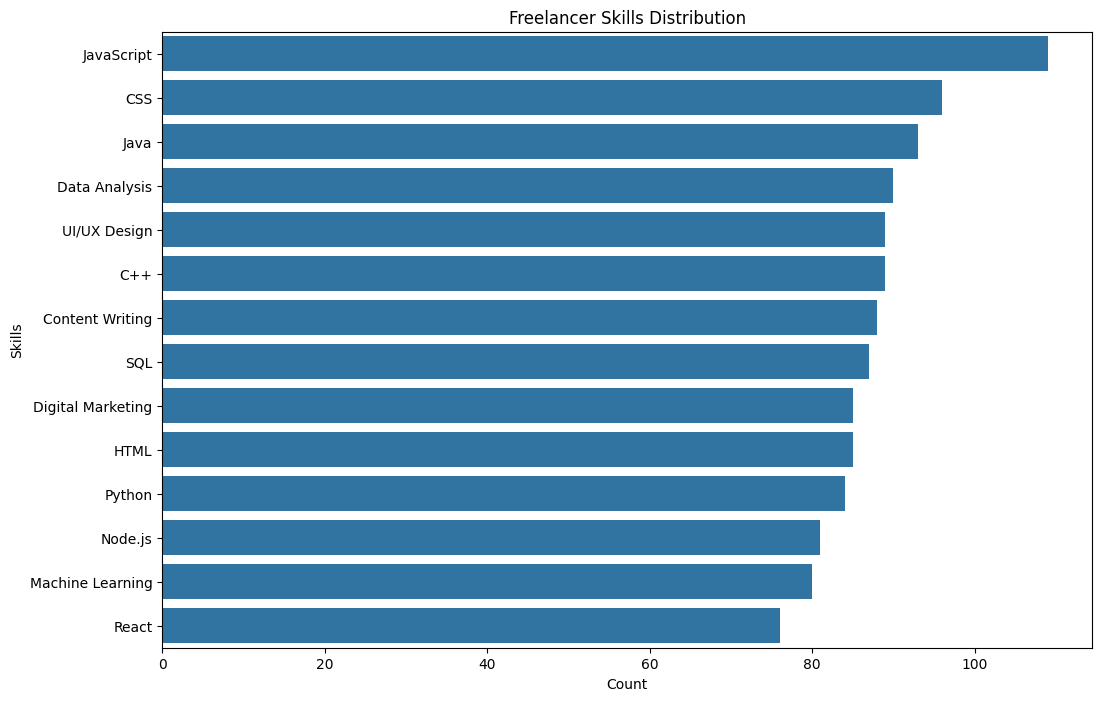 Freelancer Skills Distribution
Skills
JavaScript
CSS
Java
Data Analysis
UI/UX Design
C++
Content Writing
SQL
Digital Marketing
HTML
Python
Node.js
Machine Learning
React
0 20 40 60 80 100
Count